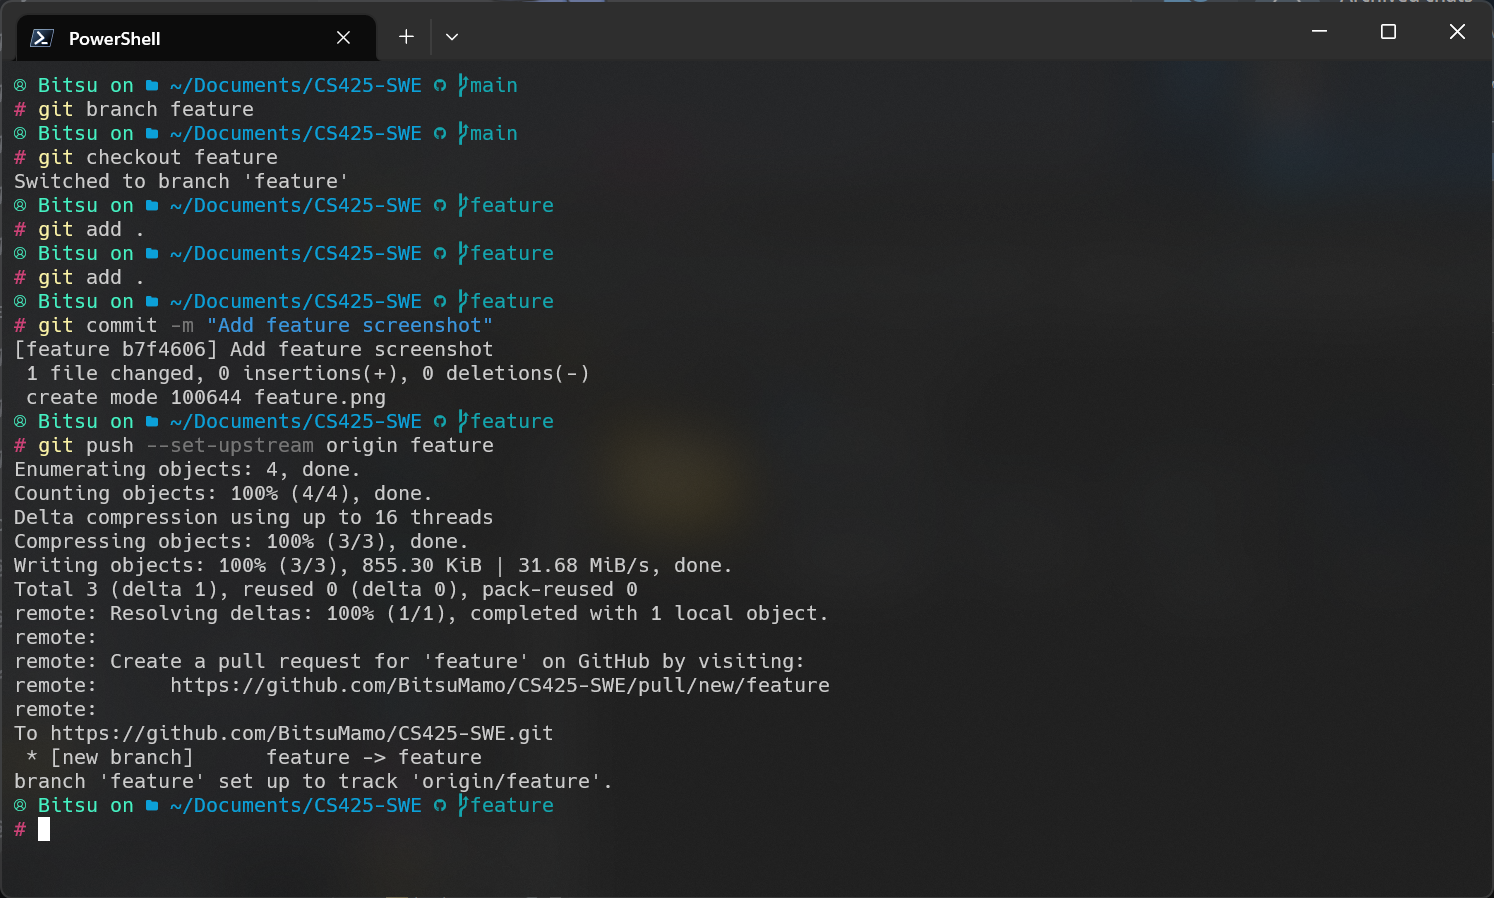 PowerShell
Bitsu on ~/Documents/CS425-SWE main
# git branch feature
Bitsu on ~/Documents/CS425-SWE main
# git checkout feature
Switched to branch 'feature'
Bitsu on ~/Documents/CS425-SWE feature
# git add .
Bitsu on ~/Documents/CS425-SWE feature
# git add .
Bitsu on ~/Documents/CS425-SWE feature
# git commit -m "Add feature screenshot"
[feature b7f4606] Add feature screenshot
 1 file changed, 0 insertions(+), 0 deletions(-)
 create mode 100644 feature.png
Bitsu on ~/Documents/CS425-SWE feature
# git push --set-upstream origin feature
Enumerating objects: 4, done.
Counting objects: 100% (4/4), done.
Delta compression using up to 16 threads
Compressing objects: 100% (3/3), done.
Writing objects: 100% (3/3), 855.30 KiB | 31.68 MiB/s, done.
Total 3 (delta 1), reused 0 (delta 0), pack-reused 0
remote: Resolving deltas: 100% (1/1), completed with 1 local object.
remote:
remote: Create a pull request for 'feature' on GitHub by visiting:
remote:      https://github.com/BitsuMamo/CS425-SWE/pull/new/feature
remote:
To https://github.com/BitsuMamo/CS425-SWE.git
 * [new branch]      feature -> feature
branch 'feature' set up to track 'origin/feature'.
Bitsu on ~/Documents/CS425-SWE feature
#